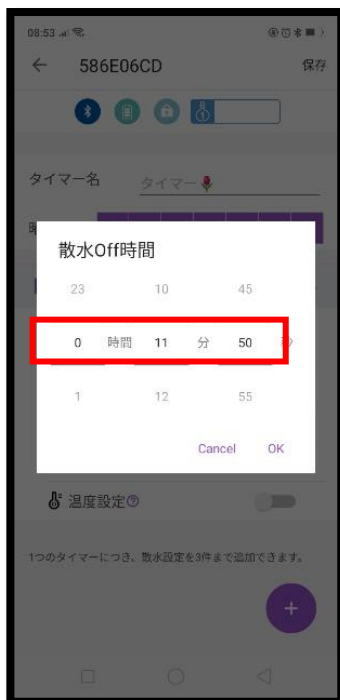 08:53
586E06CD 保存
タイマー名 タイマー🌷
散水Off時間
23 10 45
0 時間 11 分 50
1 12 55
Cancel OK
温度設定?
1つのタイマーにつき、散水設定を3件まで追加できます。
+